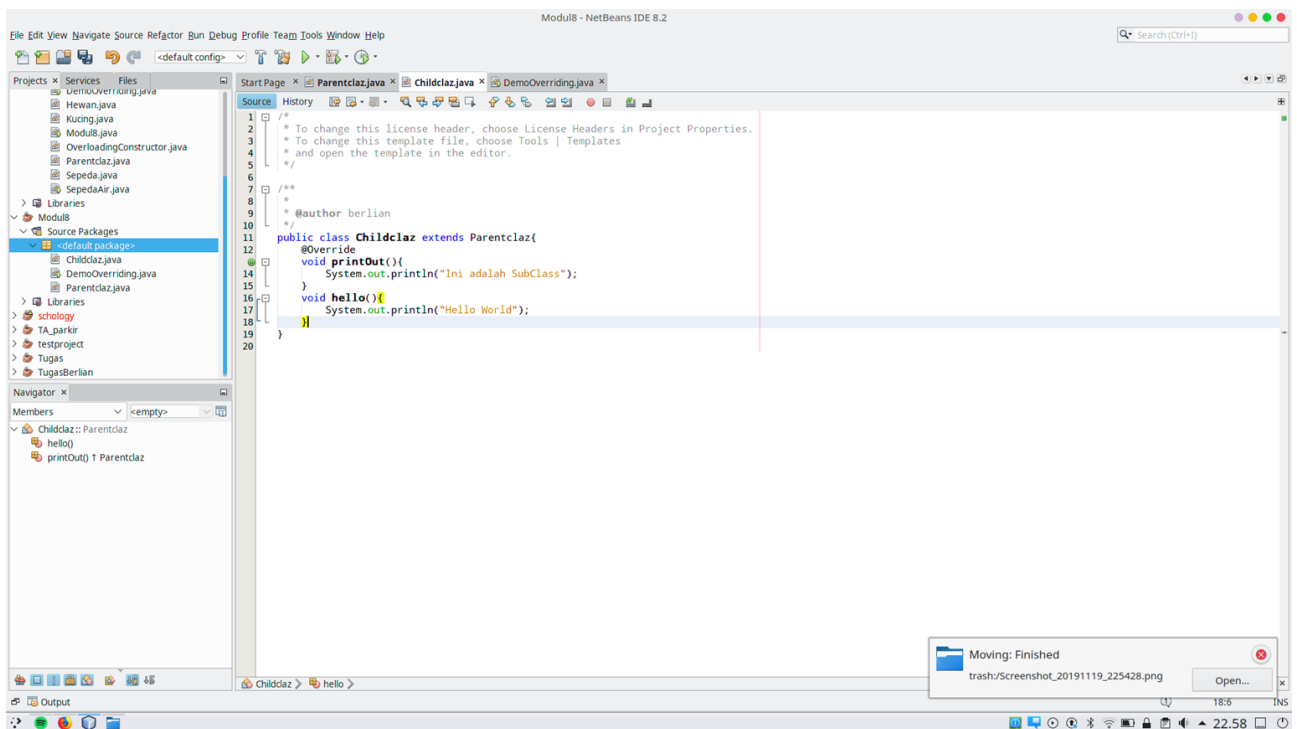 Modul8 - NetBeans IDE 8.2
File Edit View Navigate Source Refactor Run Debug Profile Team Tools Window Help
Search (Ctrl+I)
<default config>
Projects × Services Files
DemoOverriding.java
Hewan.java
Kucing.java
Modul8.java
OverloadingConstructor.java
Parentclaz.java
Sepeda.java
SepedaAir.java
Libraries
Modul8
Source Packages
<default package>
Childclaz.java
DemoOverriding.java
Parentclaz.java
Libraries
schology
TA_parkir
testproject
Tugas
TugasBerlian
Navigator ×
Members <empty>
Childclaz :: Parentclaz
hello()
printOut() ↑ Parentclaz
Start Page × Parentclaz.java × Childclaz.java × DemoOverriding.java ×
Source History
1 /*
2 * To change this license header, choose License Headers in Project Properties.
3 * To change this template file, choose Tools | Templates
4 * and open the template in the editor.
5 */
6
7 /**
8 *
9 * @author berlian
10 */
11 public class Childclaz extends Parentclaz{
12 @Override
void printOut(){
14 System.out.println("Ini adalah SubClass");
15 }
16 void hello(){
17 System.out.println("Hello World");
18 }
19 }
20
Childclaz > hello >
Moving: Finished
trash:/Screenshot_20191119_225428.png
Open...
Output
18:6 INS
22.58